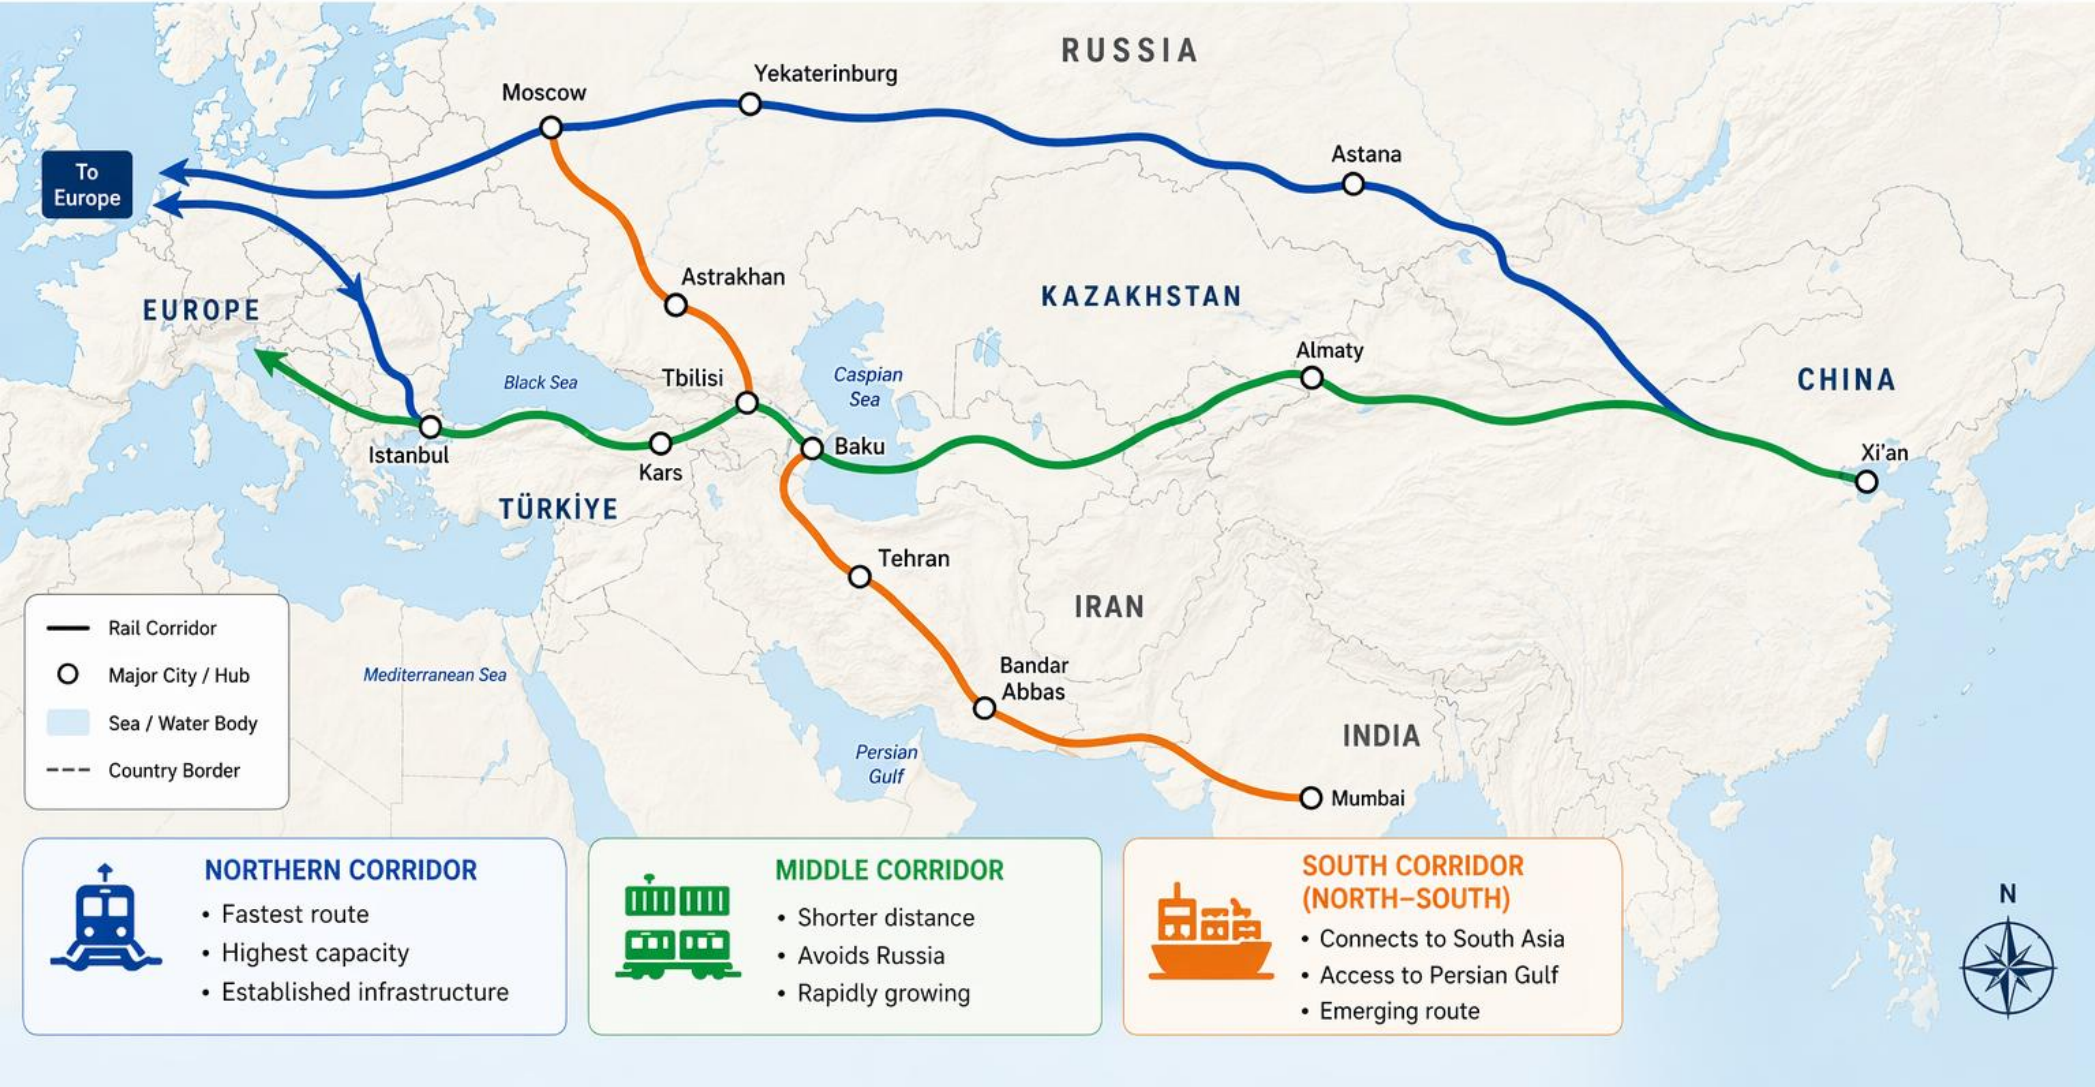 RUSSIA
Yekaterinburg
Moscow
Astana
To
Europe
Astrakhan
EUROPE
KAZAKHSTAN
Almaty
Black Sea
Tbilisi
Caspian
Sea
CHINA
Istanbul
Kars
Baku
Xi'an
TÜRKİYE
Tehran
IRAN
Bandar
Abbas
Mediterranean Sea
Persian
Gulf
INDIA
Mumbai
Rail Corridor
Major City / Hub
Sea / Water Body
Country Border
NORTHERN CORRIDOR
• Fastest route
• Highest capacity
• Established infrastructure
MIDDLE CORRIDOR
• Shorter distance
• Avoids Russia
• Rapidly growing
SOUTH CORRIDOR
(NORTH–SOUTH)
• Connects to South Asia
• Access to Persian Gulf
• Emerging route
N